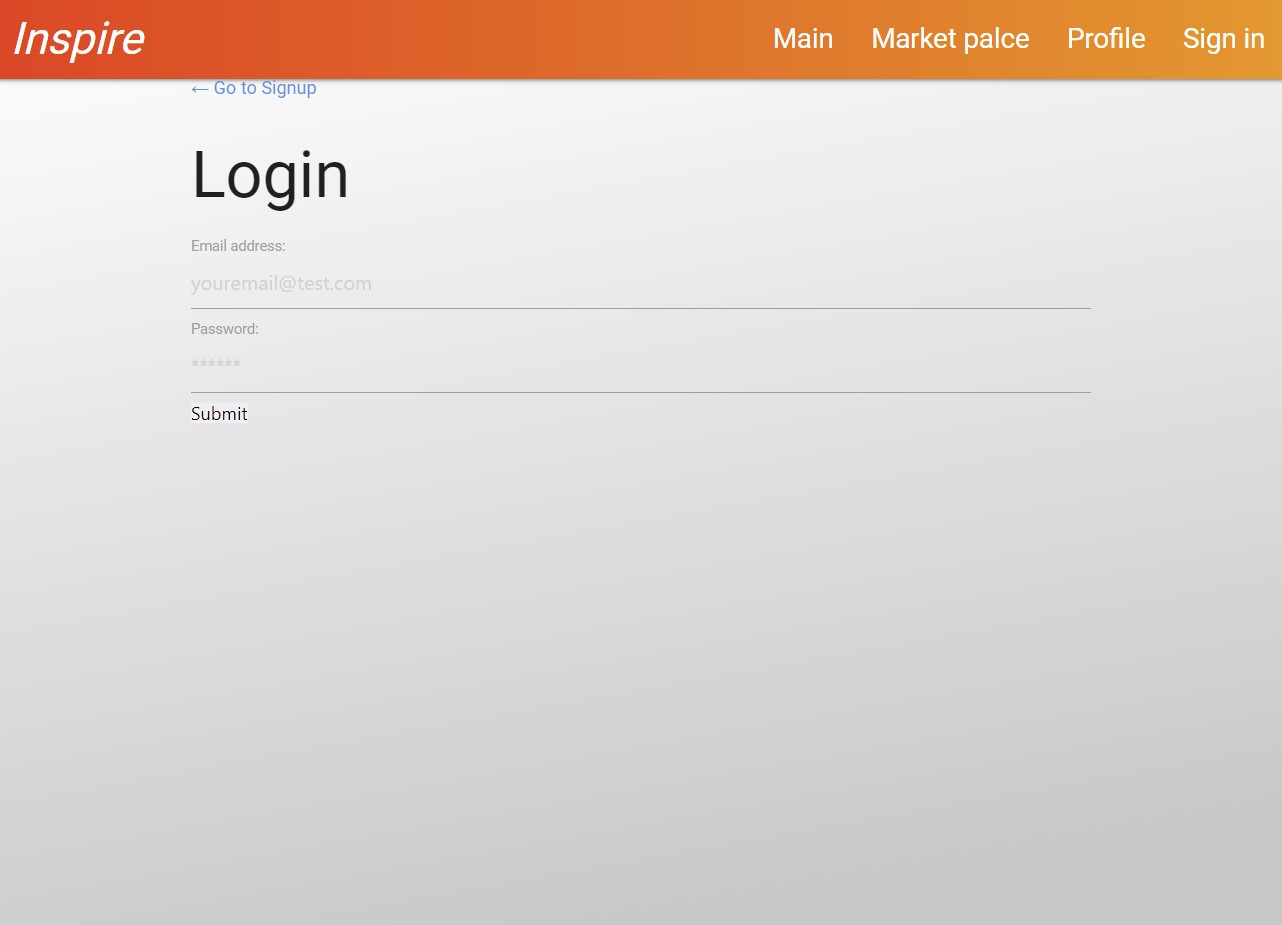 Inspire Main Market palce Profile Sign in
← Go to Signup
Login
Email address:
youremail@test.com
Password:
******
Submit